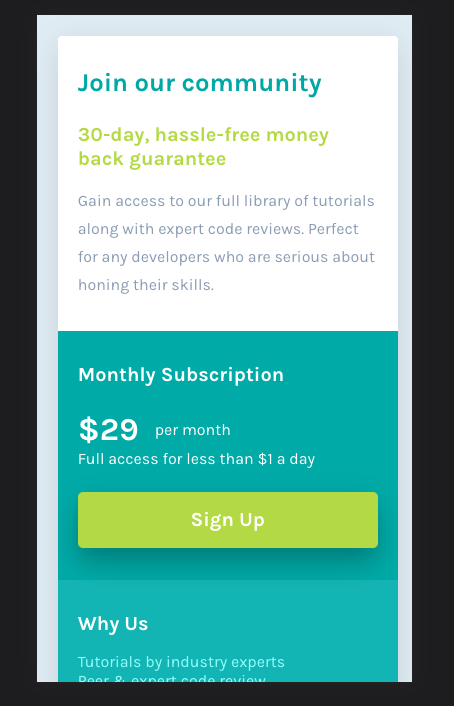 Join our community
30-day, hassle-free money
back guarantee
Gain access to our full library of tutorials
along with expert code reviews. Perfect
for any developers who are serious about
honing their skills.
Monthly Subscription
$29 per month
Full access for less than $1 a day
Sign Up
Why Us
Tutorials by industry experts
Peer & expert code review